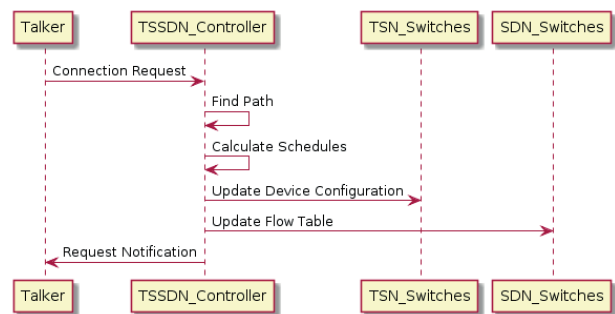 Talker TSSDN_Controller TSN_Switches SDN_Switches
Connection Request
Find Path
Calculate Schedules
Update Device Configuration
Update Flow Table
Request Notification
Talker TSSDN_Controller TSN_Switches SDN_Switches